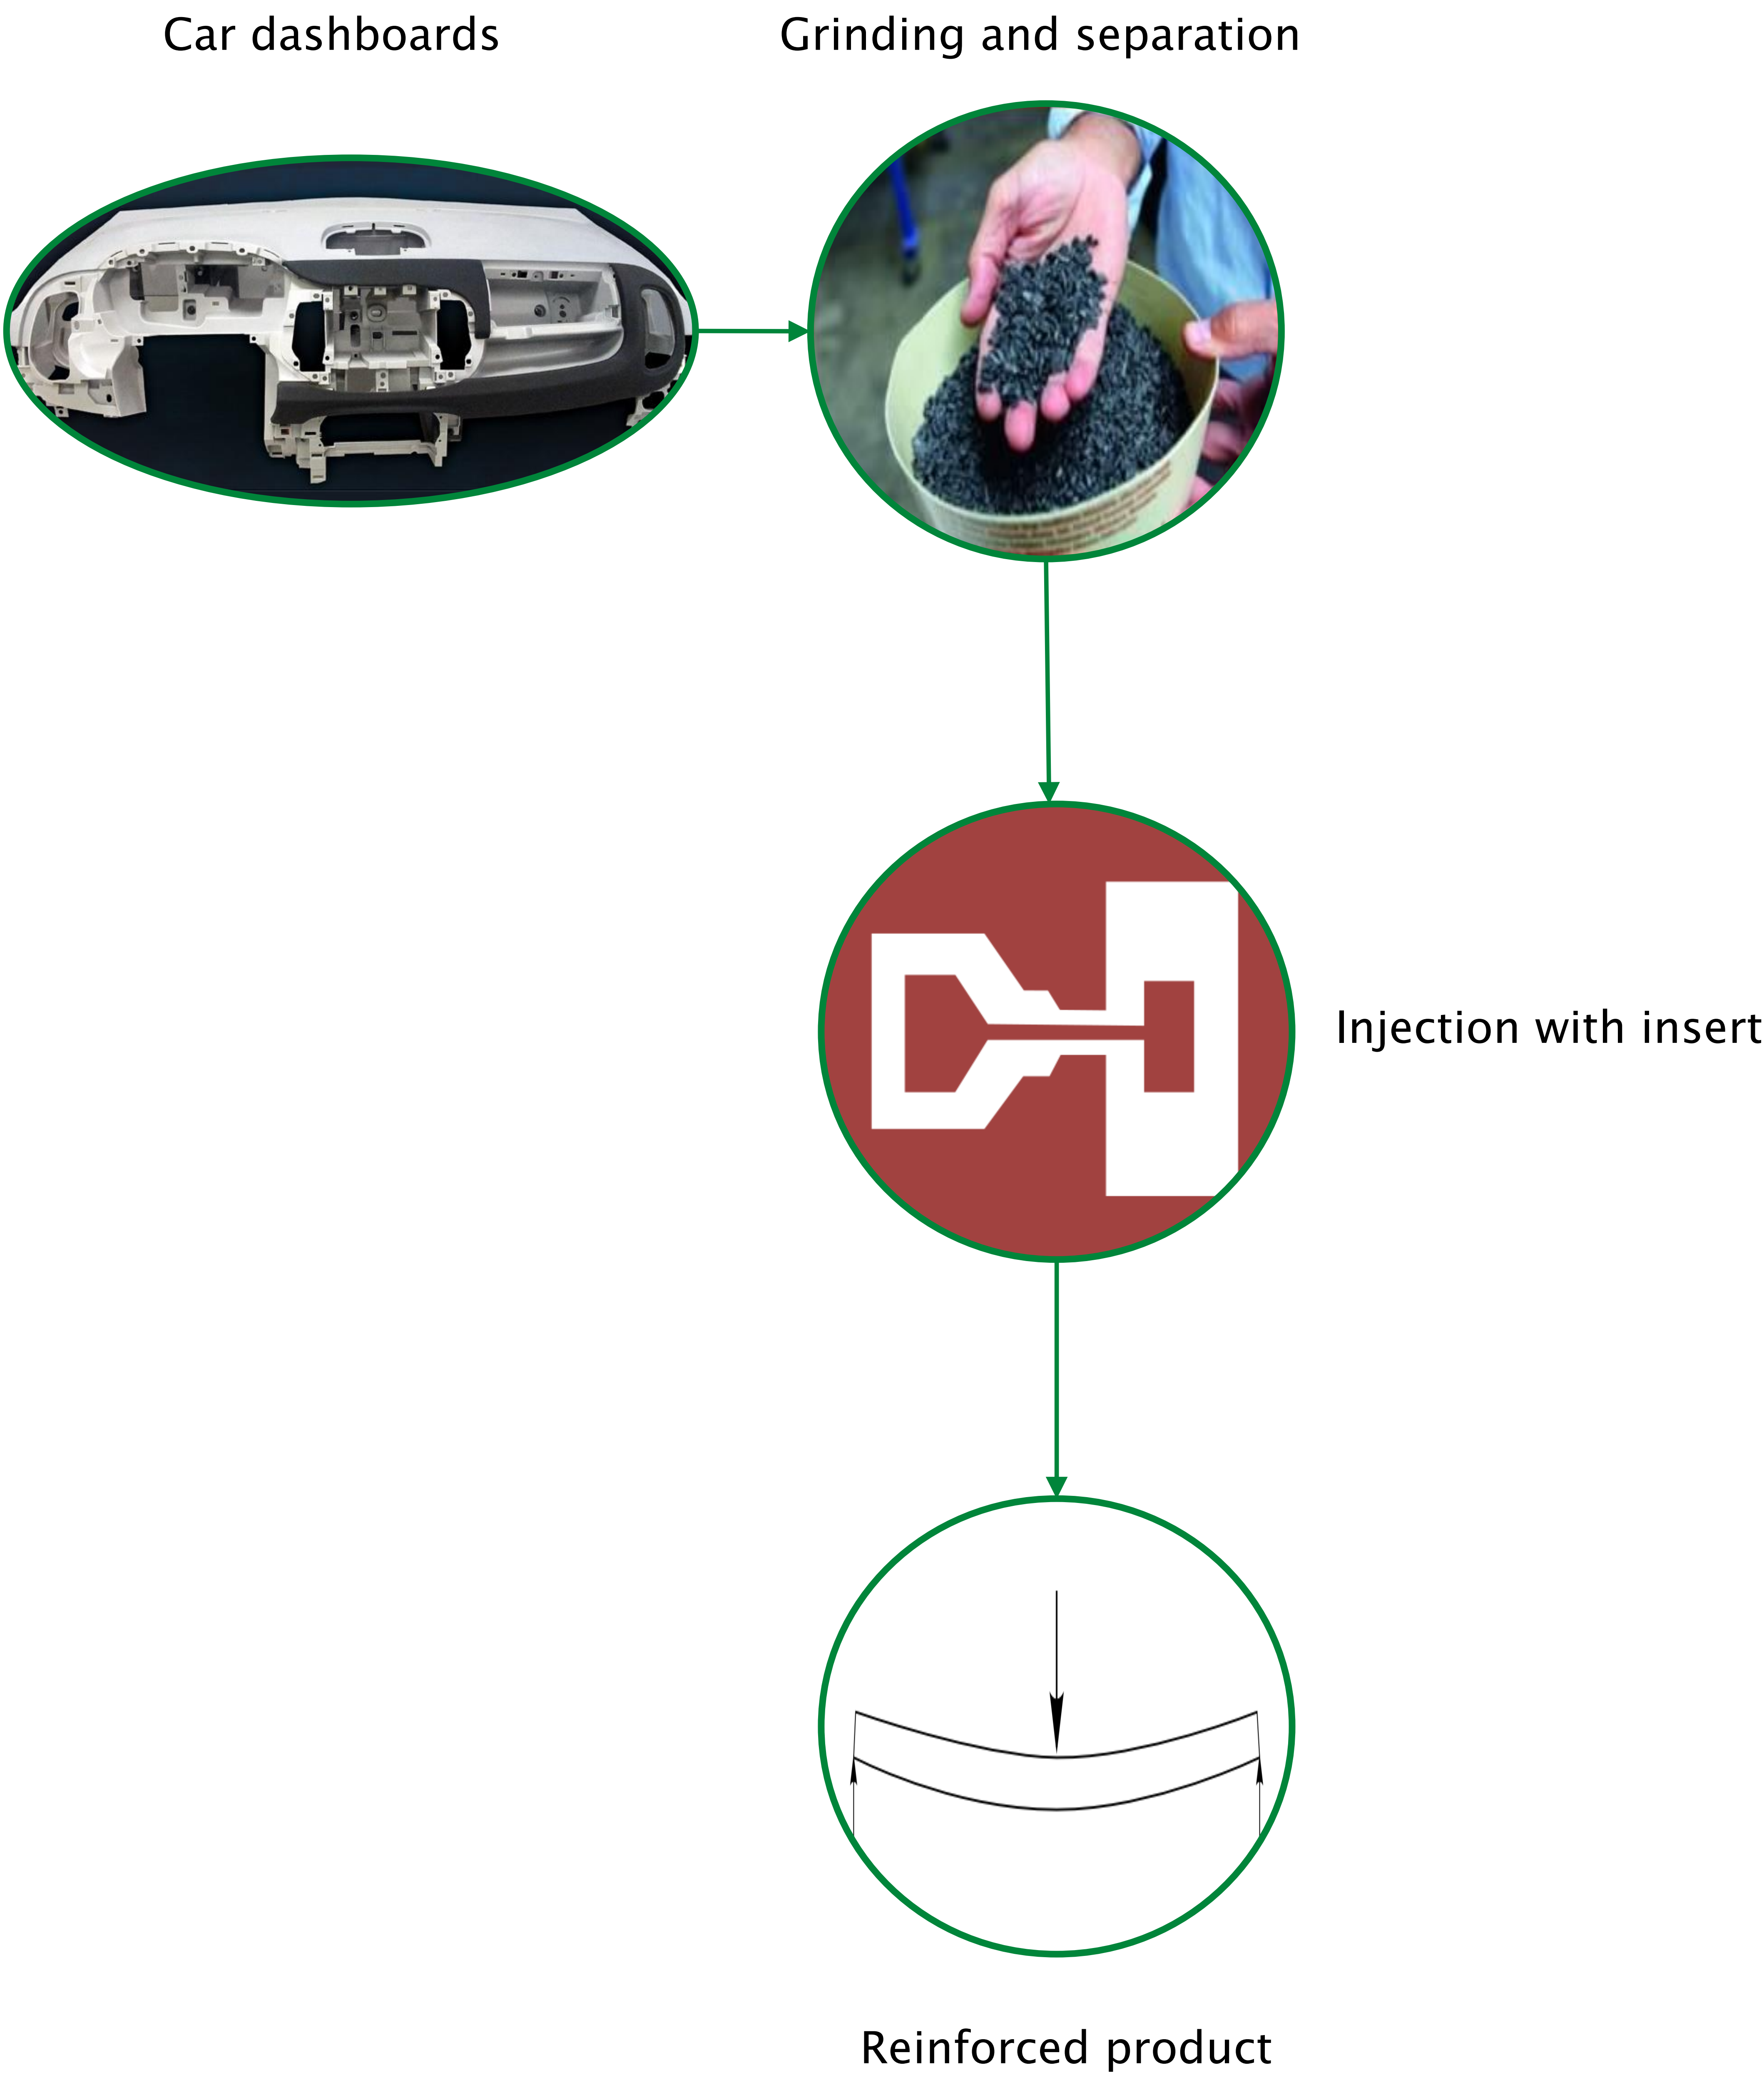 Car dashboards
Grinding and separation
Injection with insert
Reinforced product